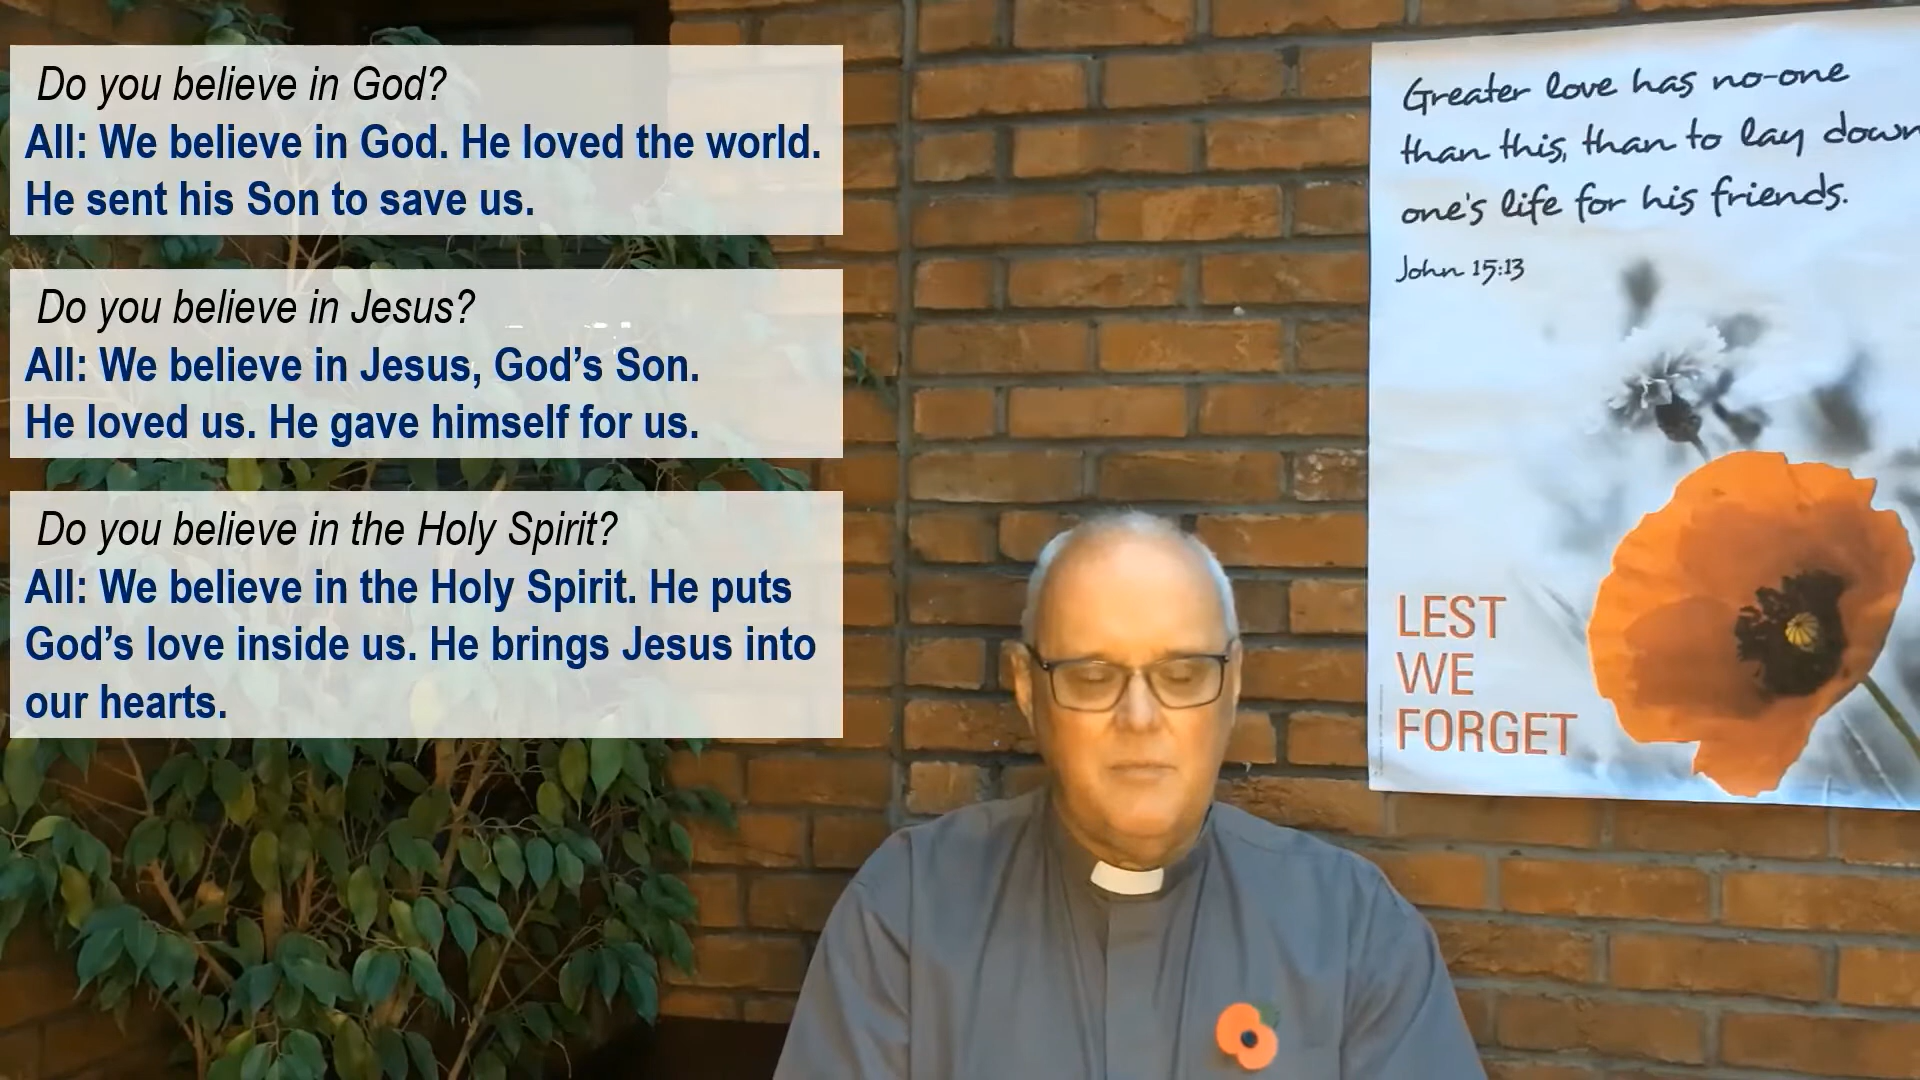 Do you believe in God?
All: We believe in God. He loved the world.
He sent his Son to save us.
Do you believe in Jesus?
All: We believe in Jesus, God’s Son.
He loved us. He gave himself for us.
Do you believe in the Holy Spirit?
All: We believe in the Holy Spirit. He puts
God’s love inside us. He brings Jesus into
our hearts.
Greater love has no-one
than this, than to lay down
one's life for his friends.
John 15:13
LEST
WE
FORGET